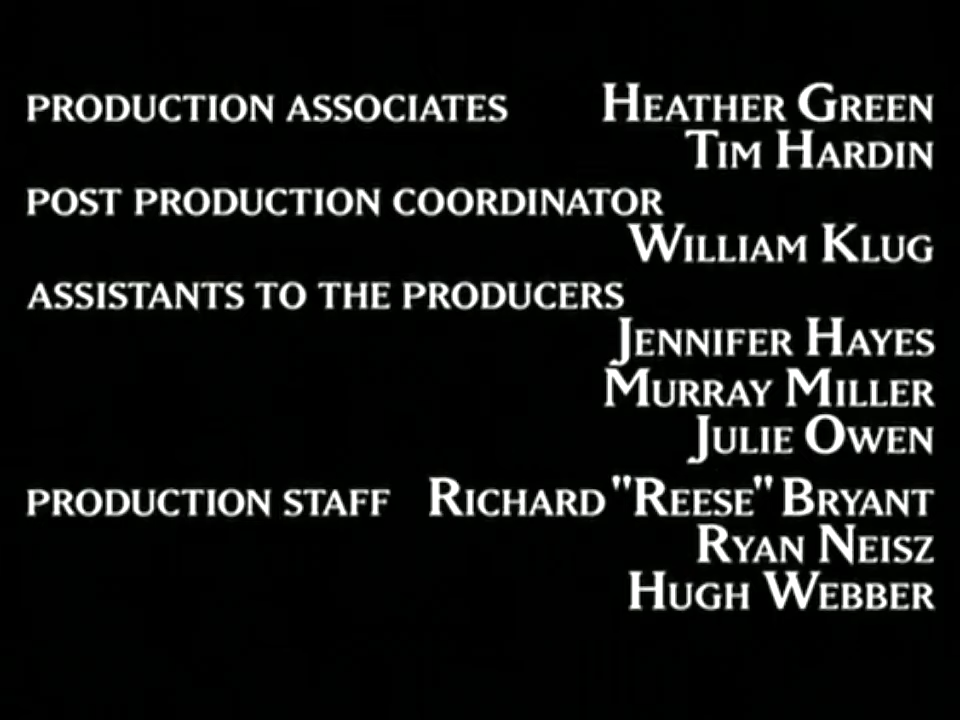 PRODUCTION ASSOCIATES HEATHER GREEN
TIM HARDIN
POST PRODUCTION COORDINATOR
WILLIAM KLUG
ASSISTANTS TO THE PRODUCERS
JENNIFER HAYES
MURRAY MILLER
JULIE OWEN
PRODUCTION STAFF RICHARD "REESE" BRYANT
RYAN NEISZ
HUGH WEBBER